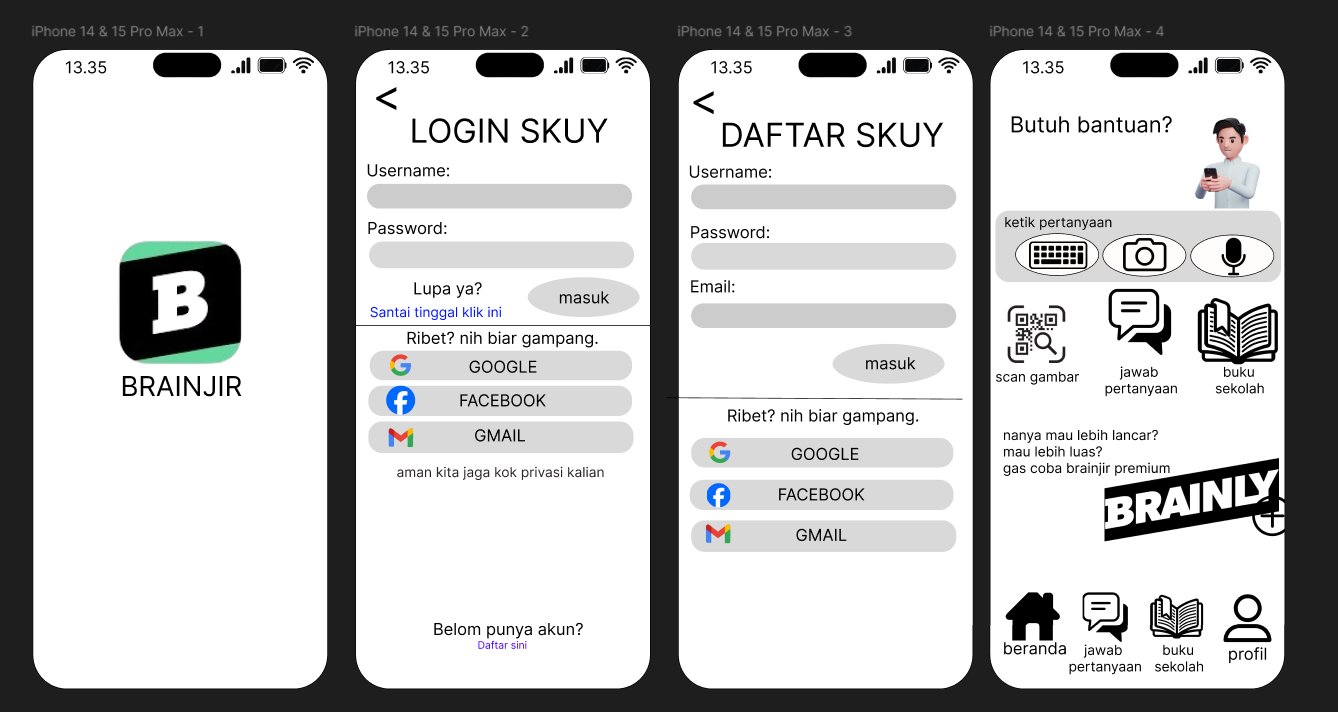 iPhone 14 & 15 Pro Max - 1
13.35
B
BRAINJIR
iPhone 14 & 15 Pro Max - 2
13.35
<
LOGIN SKUY
Username:
Password:
Lupa ya?
Santai tinggal klik ini
masuk
Ribet? nih biar gampang.
GOOGLE
FACEBOOK
GMAIL
aman kita jaga kok privasi kalian
Belom punya akun?
Daftar sini
iPhone 14 & 15 Pro Max - 3
13.35
<
DAFTAR SKUY
Username:
Password:
Email:
masuk
Ribet? nih biar gampang.
GOOGLE
FACEBOOK
GMAIL
iPhone 14 & 15 Pro Max - 4
13.35
Butuh bantuan?
ketik pertanyaan
scan gambar
jawab
pertanyaan
buku
sekolah
nanya mau lebih lancar?
mau lebih luas?
gas coba brainjir premium
BRAINLY
beranda
jawab
pertanyaan
buku
sekolah
profil